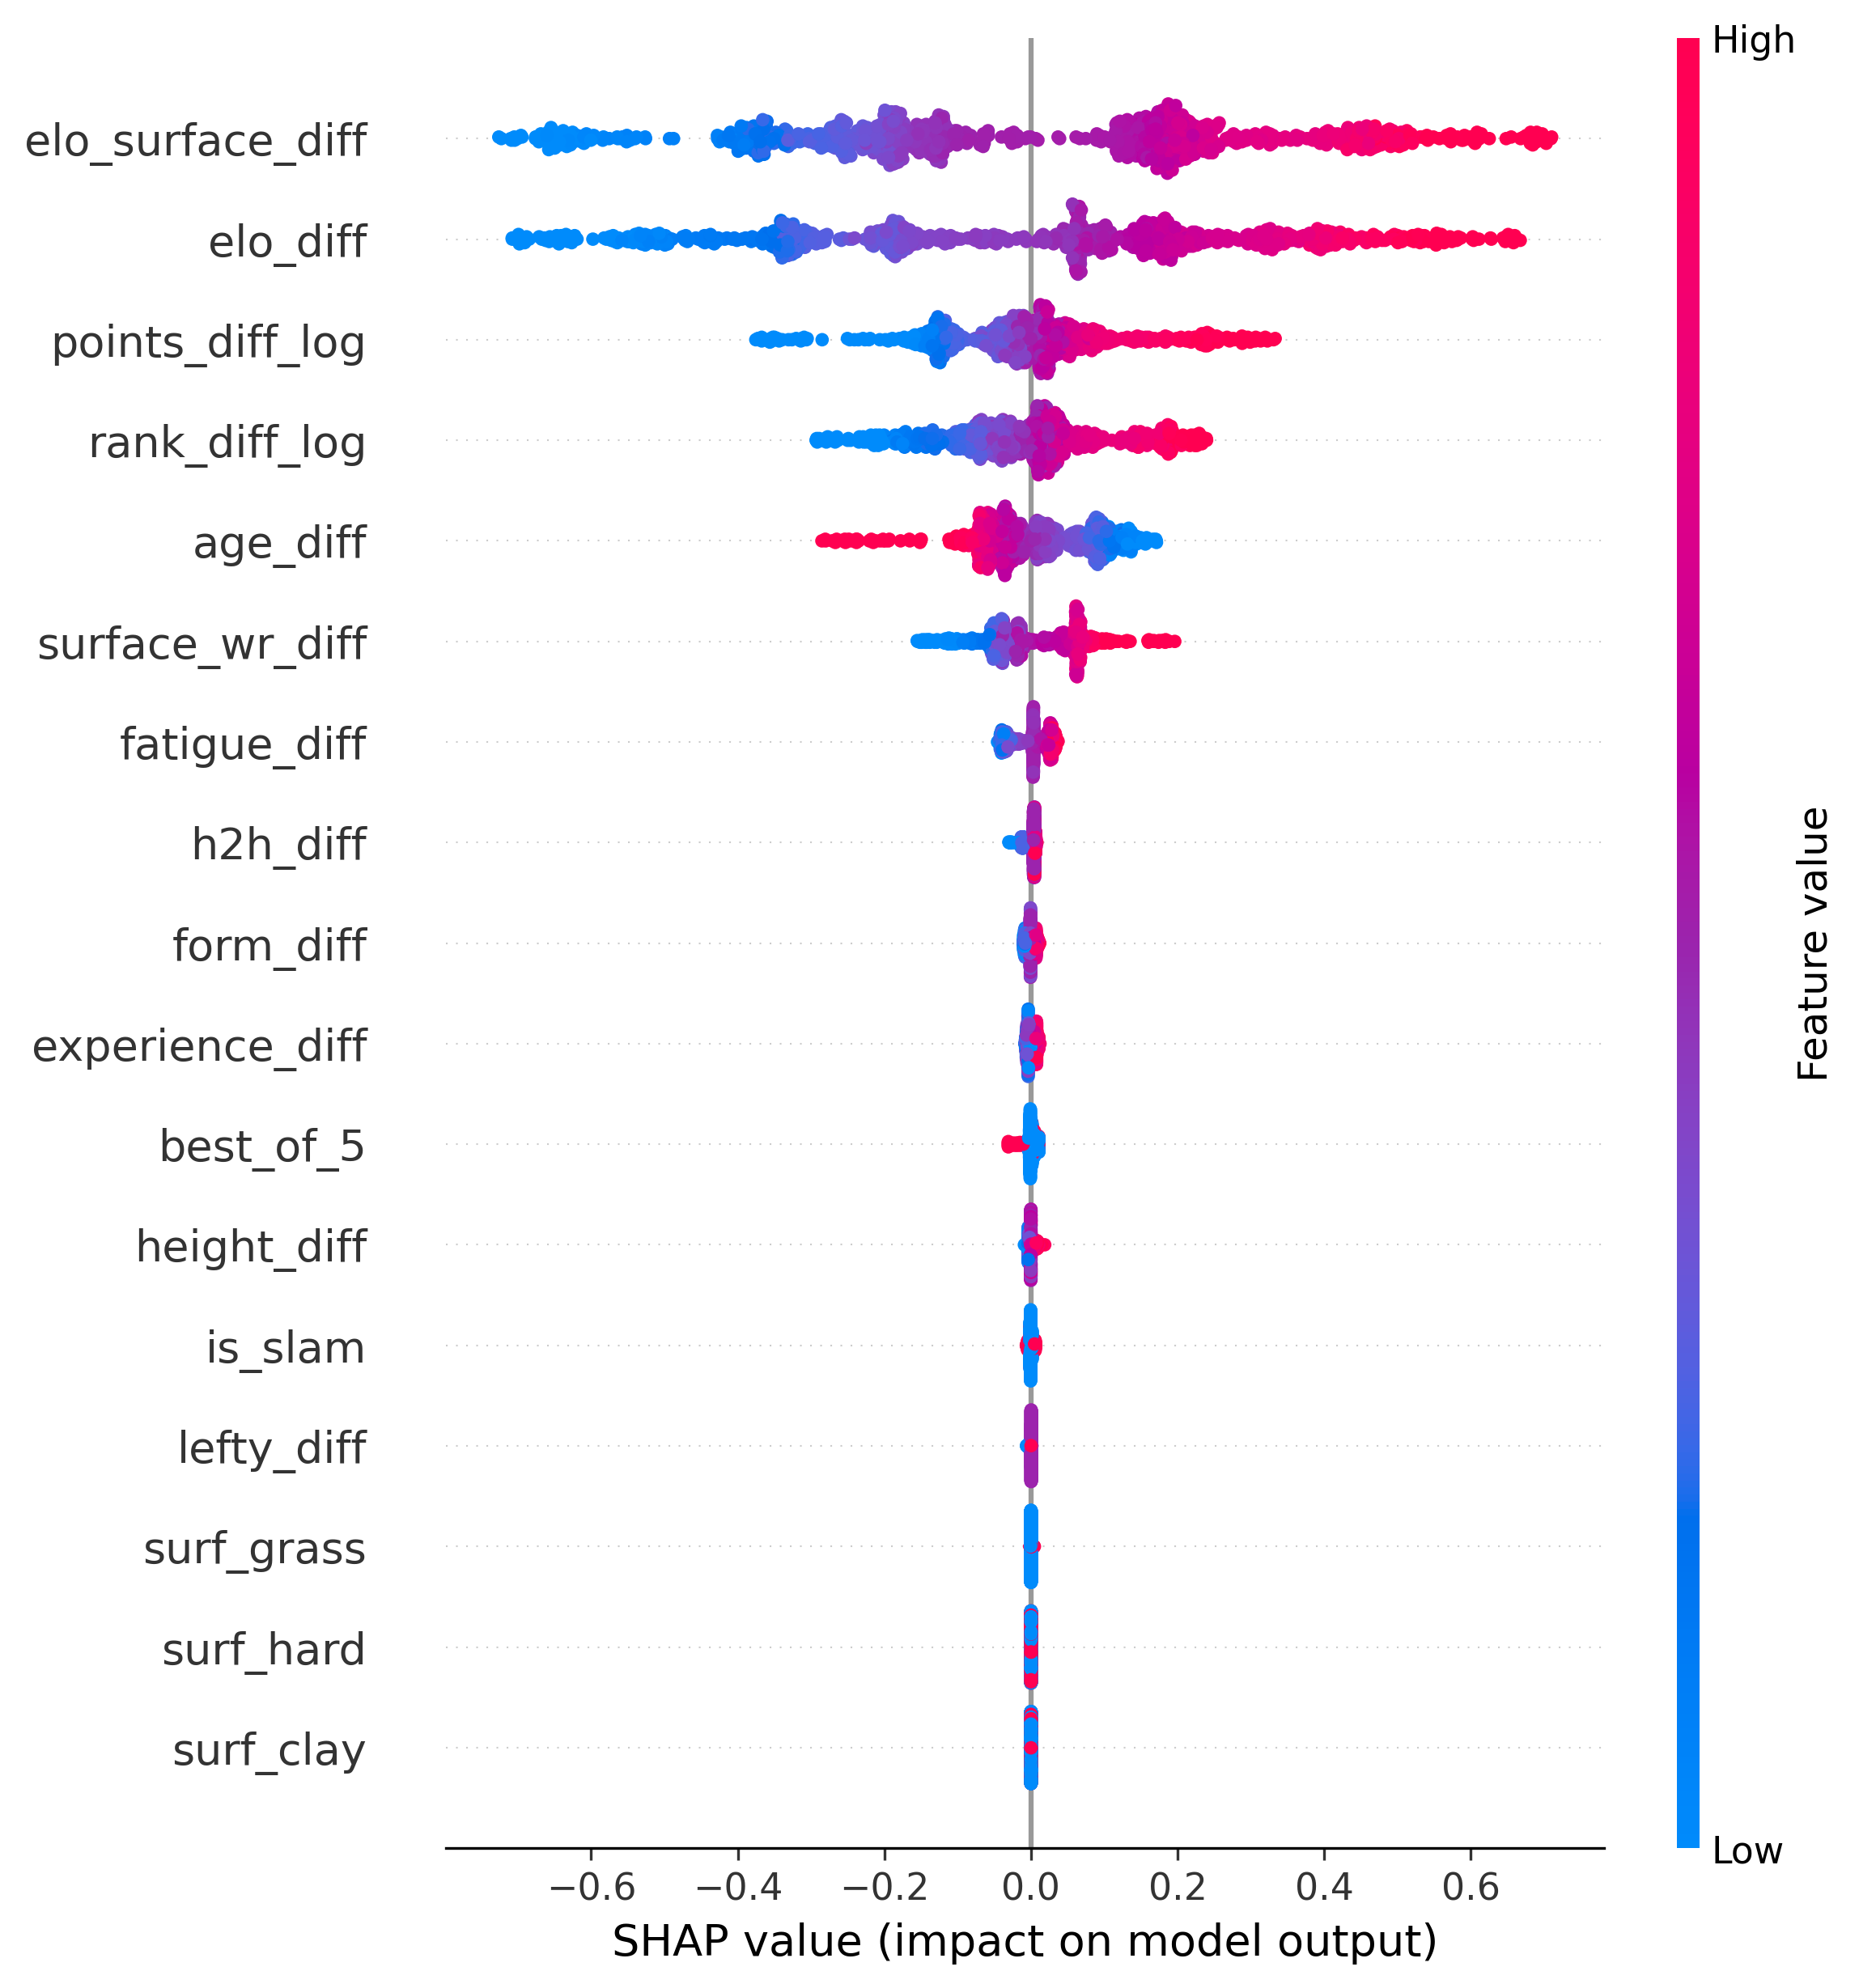 High
elo_surface_diff
elo_diff
points_diff_log
rank_diff_log
age_diff
surface_wr_diff
fatigue_diff
h2h_diff
form_diff
experience_diff
best_of_5
height_diff
is_slam
lefty_diff
surf_grass
surf_hard
surf_clay
Feature value
Low
−0.6 −0.4 −0.2 0.0 0.2 0.4 0.6
SHAP value (impact on model output)